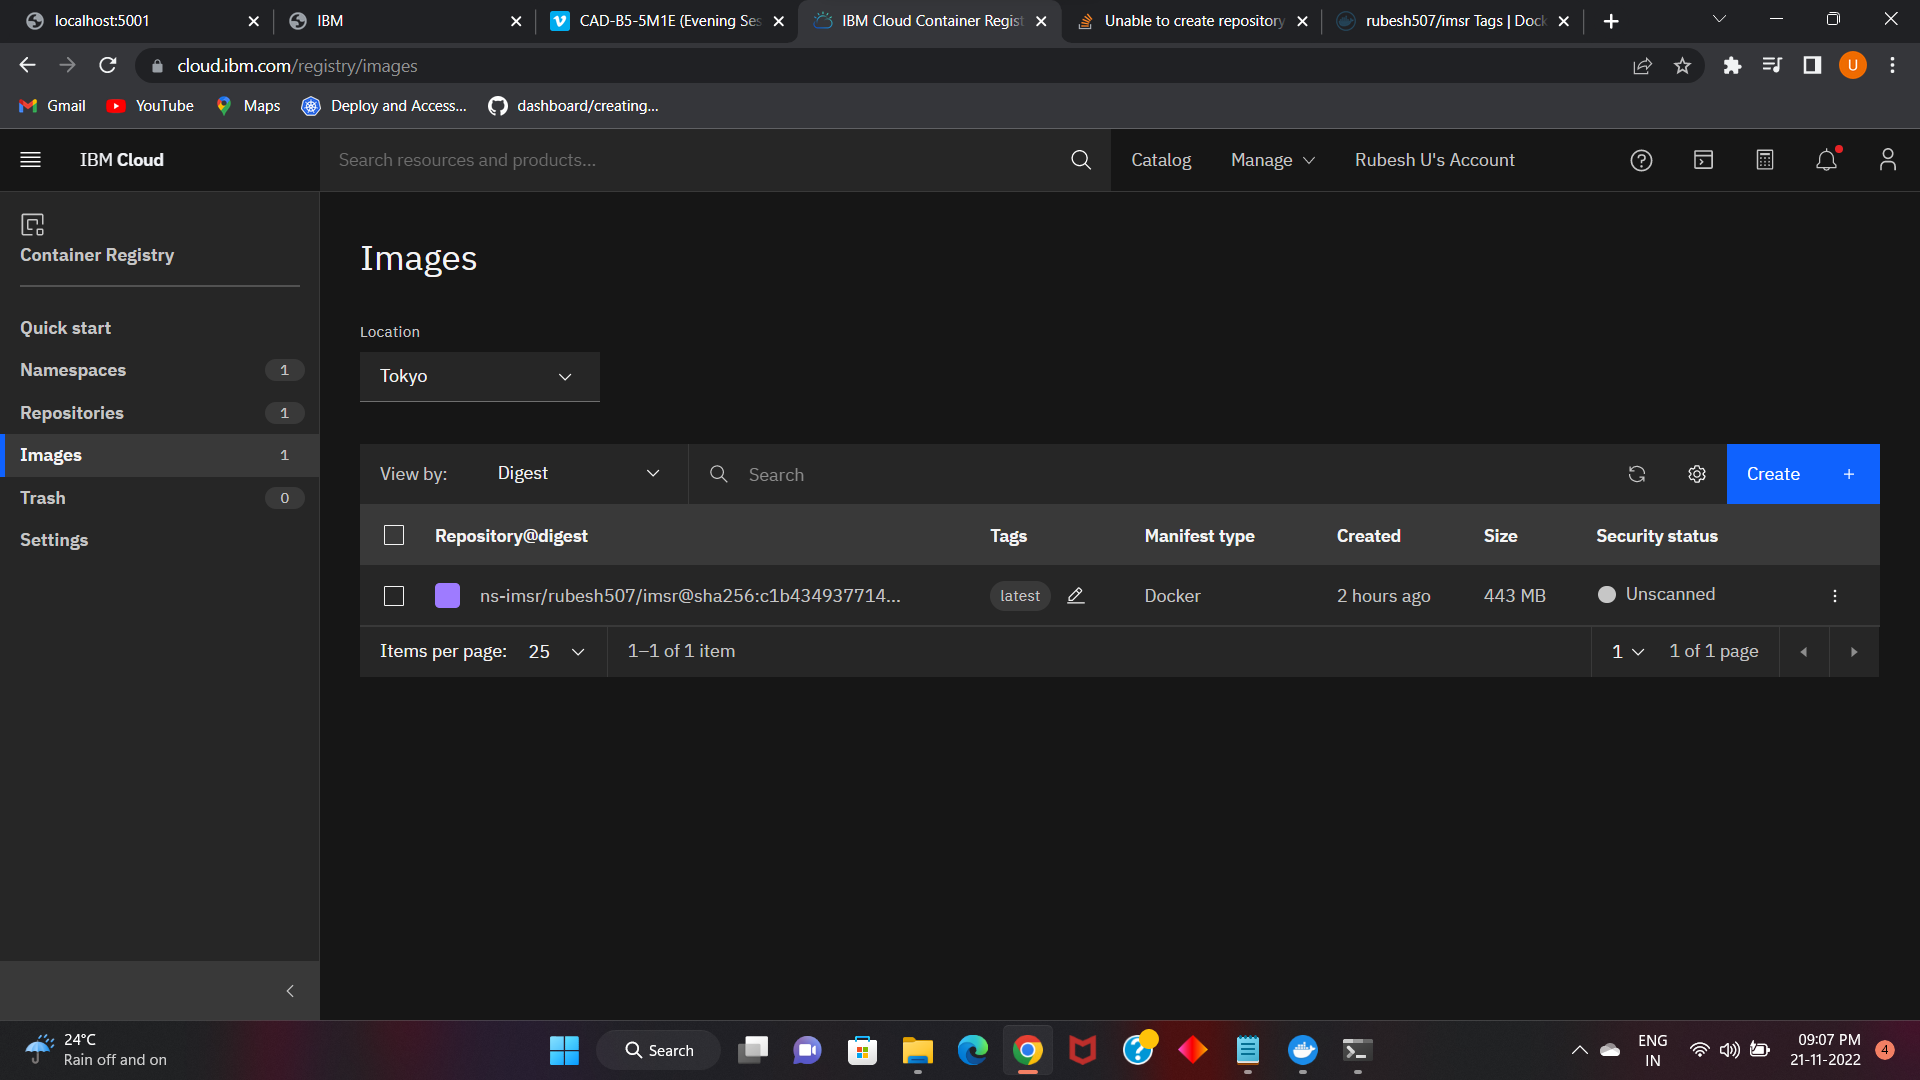 localhost:5001
IBM
CAD-B5-5M1E (Evening Ses
IBM Cloud Container Regist
Unable to create repository
rubesh507/imsr Tags | Dock
cloud.ibm.com/registry/images
U
Gmail
YouTube
Maps
Deploy and Access...
dashboard/creating...
IBM Cloud
Search resources and products...
Catalog
Manage
Rubesh U's Account
Container Registry
Quick start
Namespaces 1
Repositories 1
Images 1
Trash 0
Settings
Images
Location
Tokyo
View by: Digest
Search
Create +
Repository@digest Tags Manifest type Created Size Security status
ns-imsr/rubesh507/imsr@sha256:c1b434937714... latest Docker 2 hours ago 443 MB Unscanned
Items per page: 25 1–1 of 1 item 1 1 of 1 page
24°C
Rain off and on
Search
ENG
IN
09:07 PM
21-11-2022
4